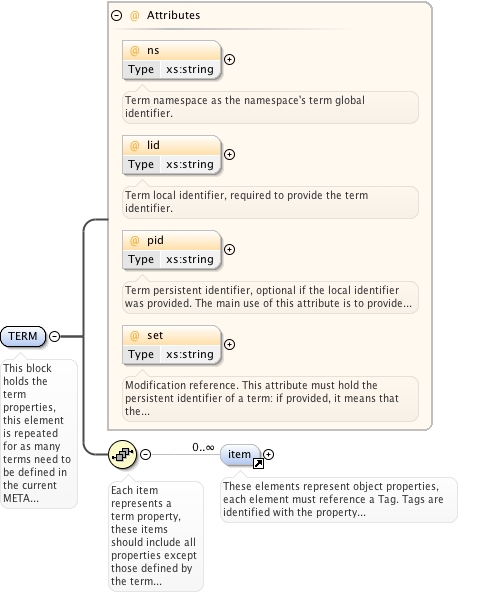 @ Attributes
@ ns
Type xs:string
Term namespace as the namespace's term global
identifier.
@ lid
Type xs:string
Term local identifier, required to provide the term
identifier.
@ pid
Type xs:string
Term persistent identifier, optional if the local identifier
was provided. The main use of this attribute is to provide...
@ set
Type xs:string
Modification reference. This attribute must hold the
persistent identifier of a term: if provided, it means that
the...
TERM
This block
holds the
term
properties,
this element
is repeated
for as many
terms need to
be defined in
the current
META...
0..∞
item
Each item
represents a
term property,
these items
should include all
properties except
those defined by
the term...
These elements represent object properties,
each element must reference a Tag. Tags are
identified with the property...